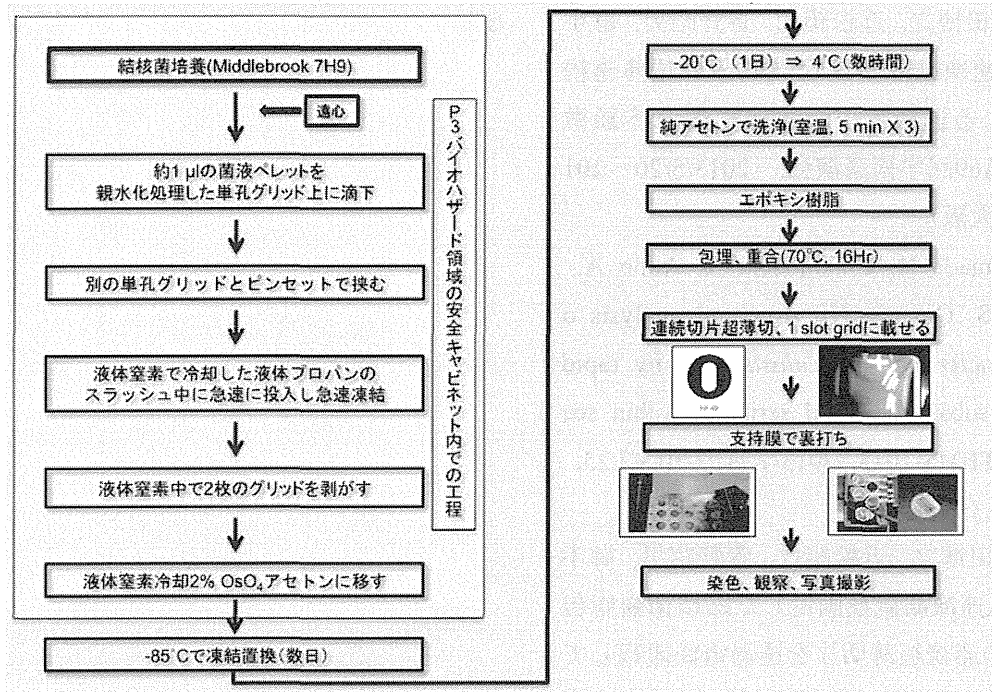 結核菌培養(Middlebrook 7H9)
遠心
約1 µlの菌液ペレットを
親水化処理した単孔グリッド上に滴下
別の単孔グリッドとピンセットで挟む
液体窒素で冷却した液体プロパンの
スラッシュ中に急速に投入し急速凍結
液体窒素中で2枚のグリッドを剥がす
液体窒素冷却2% OsO₄アセトンに移す
P3バイオハザード領域の安全キャビネット内での工程
-85℃で凍結置換(数日)
-20℃ (1日) ⇒ 4℃(数時間)
純アセトンで洗浄(室温, 5 min X 3)
エポキシ樹脂
包埋、重合(70℃, 16Hr)
連続切片超薄切、1 slot gridに載せる
支持膜で裏打ち
染色、観察、写真撮影